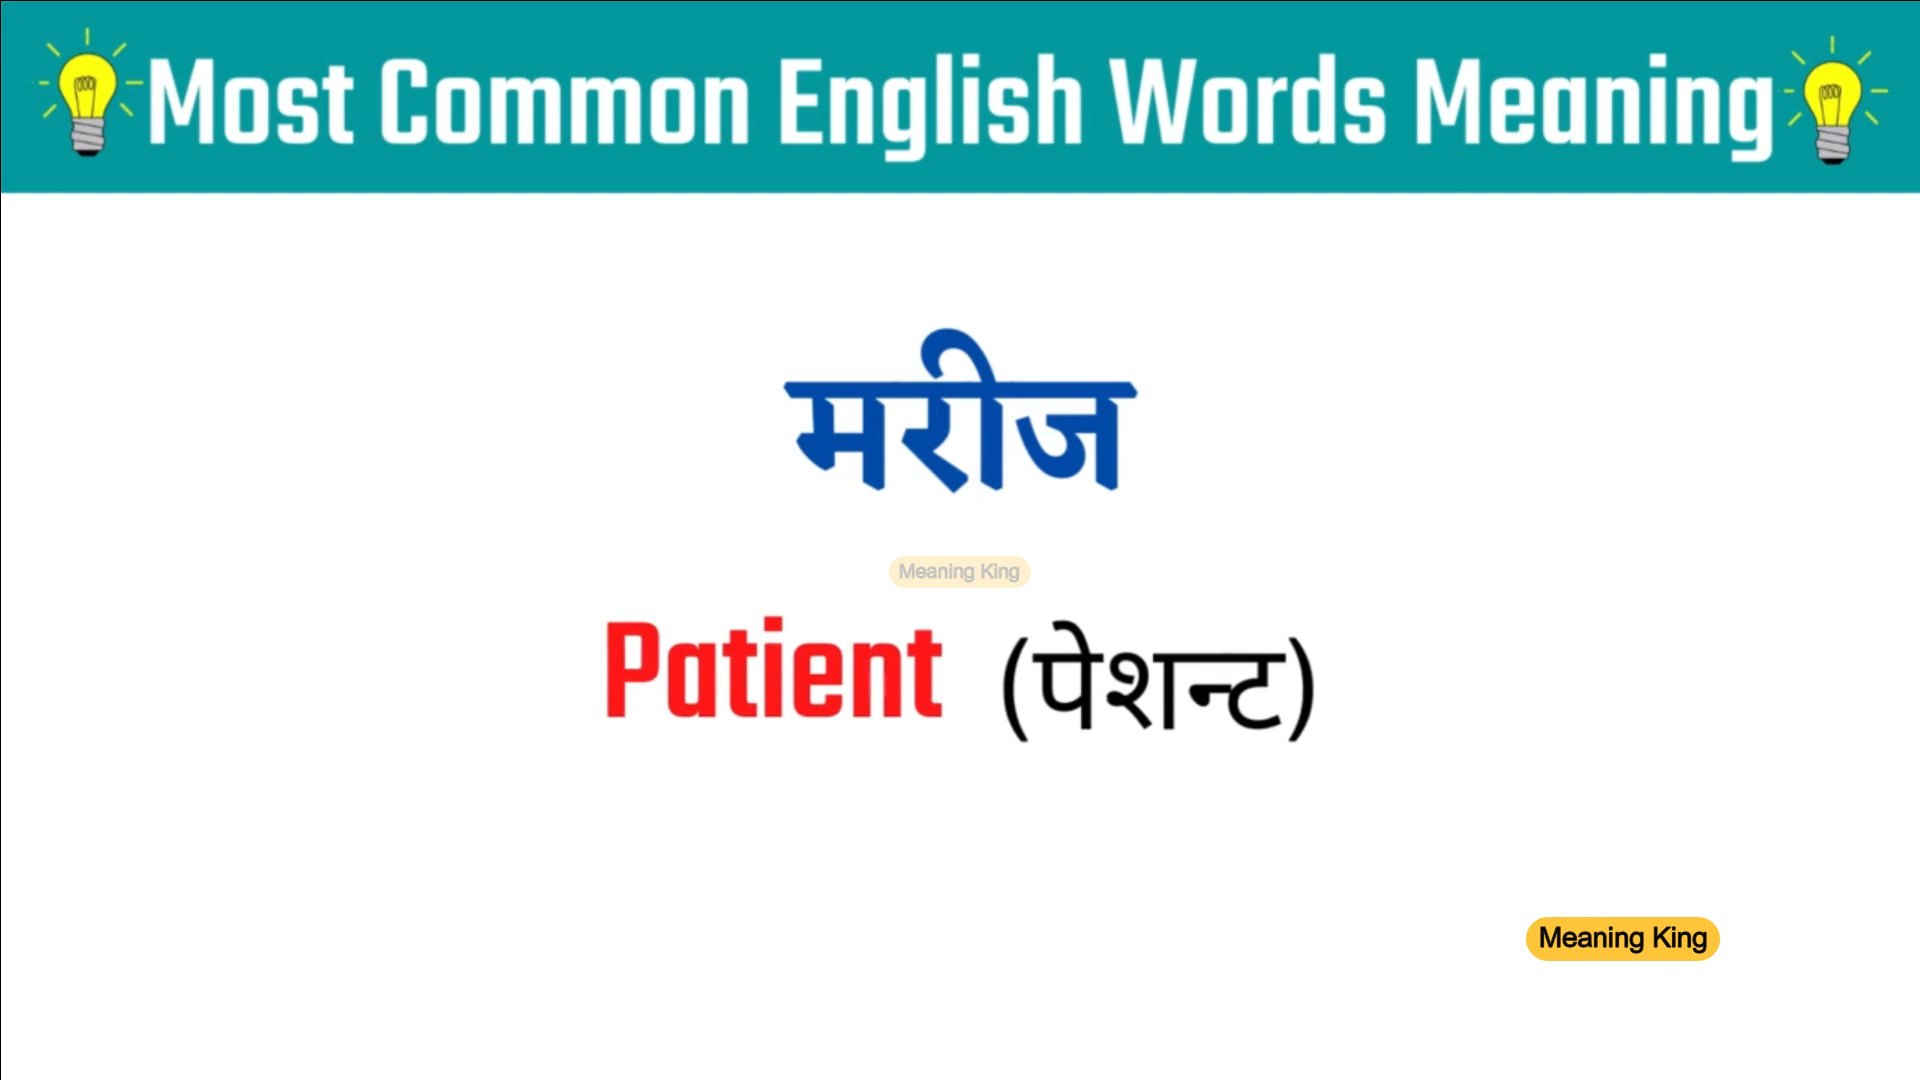 Most Common English Words Meaning
मरीज
Meaning King
Patient (पेशन्ट)
Meaning King